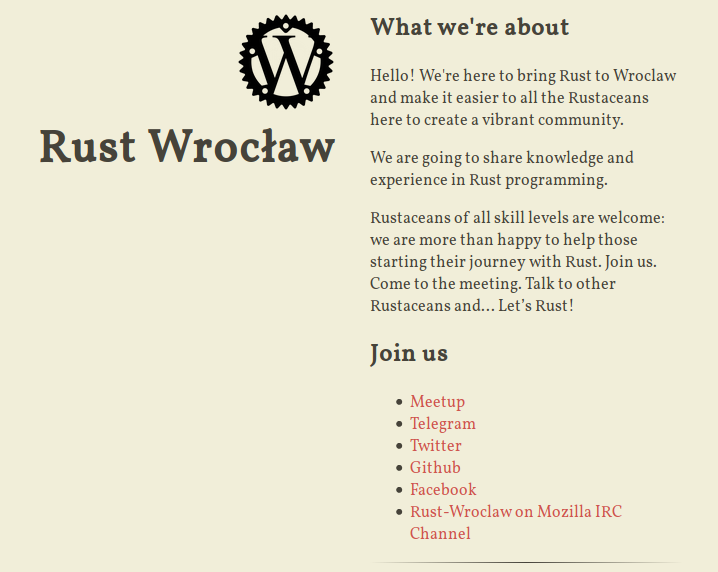 W
Rust Wrocław
What we're about
Hello! We're here to bring Rust to Wroclaw
and make it easier to all the Rustaceans
here to create a vibrant community.
We are going to share knowledge and
experience in Rust programming.
Rustaceans of all skill levels are welcome:
we are more than happy to help those
starting their journey with Rust. Join us.
Come to the meeting. Talk to other
Rustaceans and... Let’s Rust!
Join us
• Meetup
• Telegram
• Twitter
• Github
• Facebook
• Rust-Wroclaw on Mozilla IRC
Channel